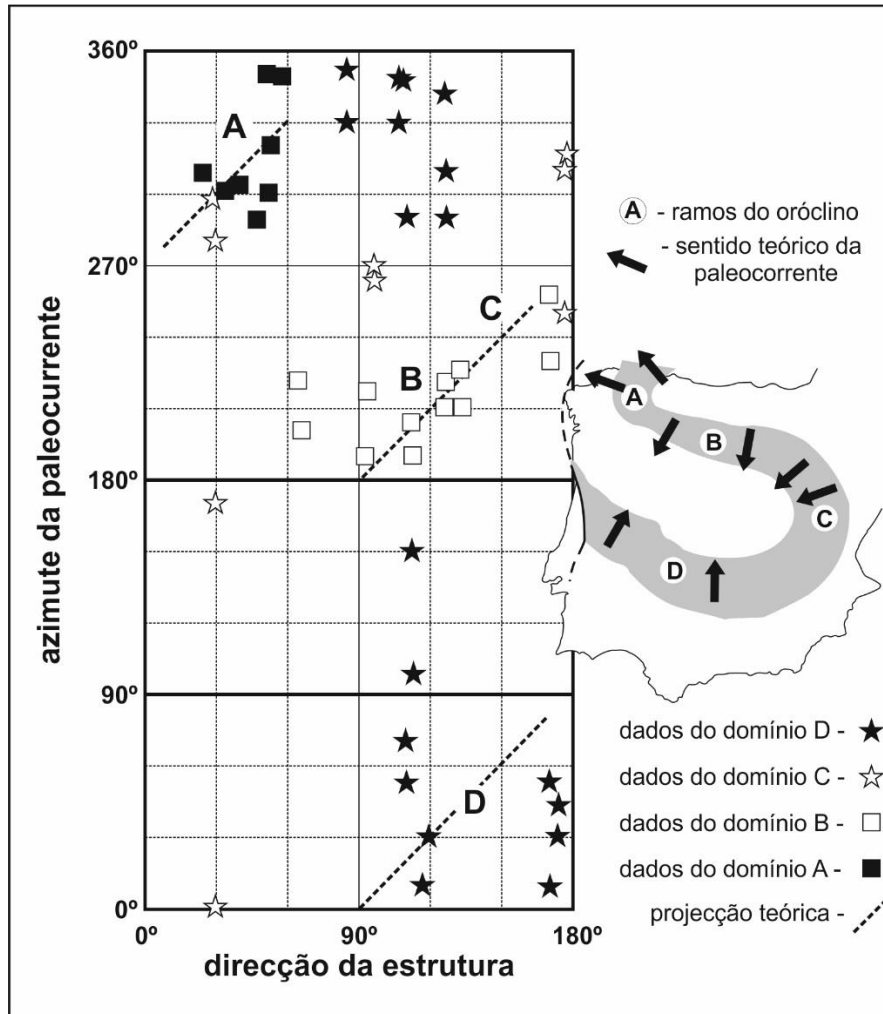 360º
270º
180º
90º
0º
0º
90º
180º
azimute da paleocurrente
direcção da estrutura
A
C
B
D
A - ramos do oróclino
- sentido teórico da
paleocorrente
A
B
C
D
dados do domínio D -
dados do domínio C -
dados do domínio B -
dados do domínio A -
projecção teórica -